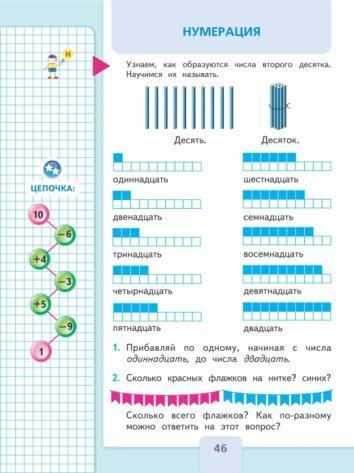 НУМЕРАЦИЯ
Узнаем, как образуются числа второго десятка.
Научимся их называть.
Н
Десять.
Десяток.
ЦЕПОЧКА:
10
–6
+4
–3
+5
–9
1
одиннадцать
шестнадцать
двенадцать
семнадцать
тринадцать
восемнадцать
четырнадцать
девятнадцать
пятнадцать
двадцать
1. Прибавляй по одному, начиная с числа
одиннадцать, до числа двадцать.
2. Сколько красных флажков на нитке? синих?
Сколько всего флажков? Как по-разному
можно ответить на этот вопрос?
46